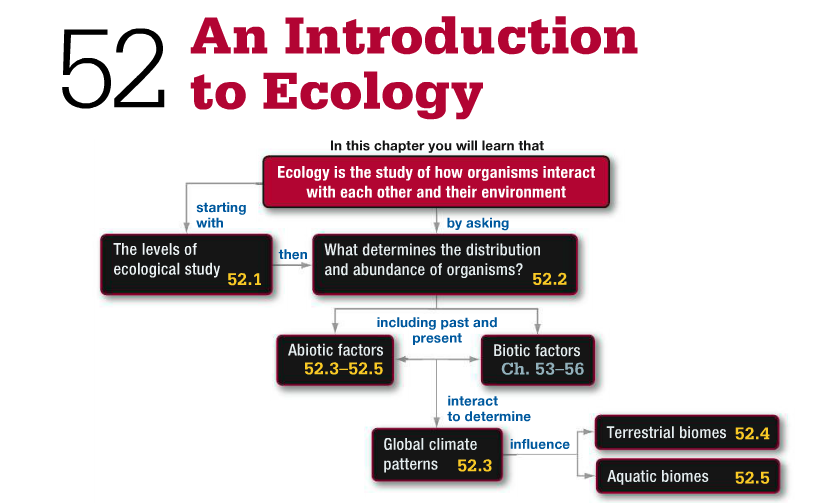 52
An Introduction
to Ecology
In this chapter you will learn that
Ecology is the study of how organisms interact
with each other and their environment
starting
with
by asking
The levels of
ecological study 52.1
then
What determines the distribution
and abundance of organisms? 52.2
including past and
present
Abiotic factors
52.3–52.5
Biotic factors
Ch. 53–56
interact
to determine
Global climate
patterns 52.3
influence
Terrestrial biomes 52.4
Aquatic biomes 52.5